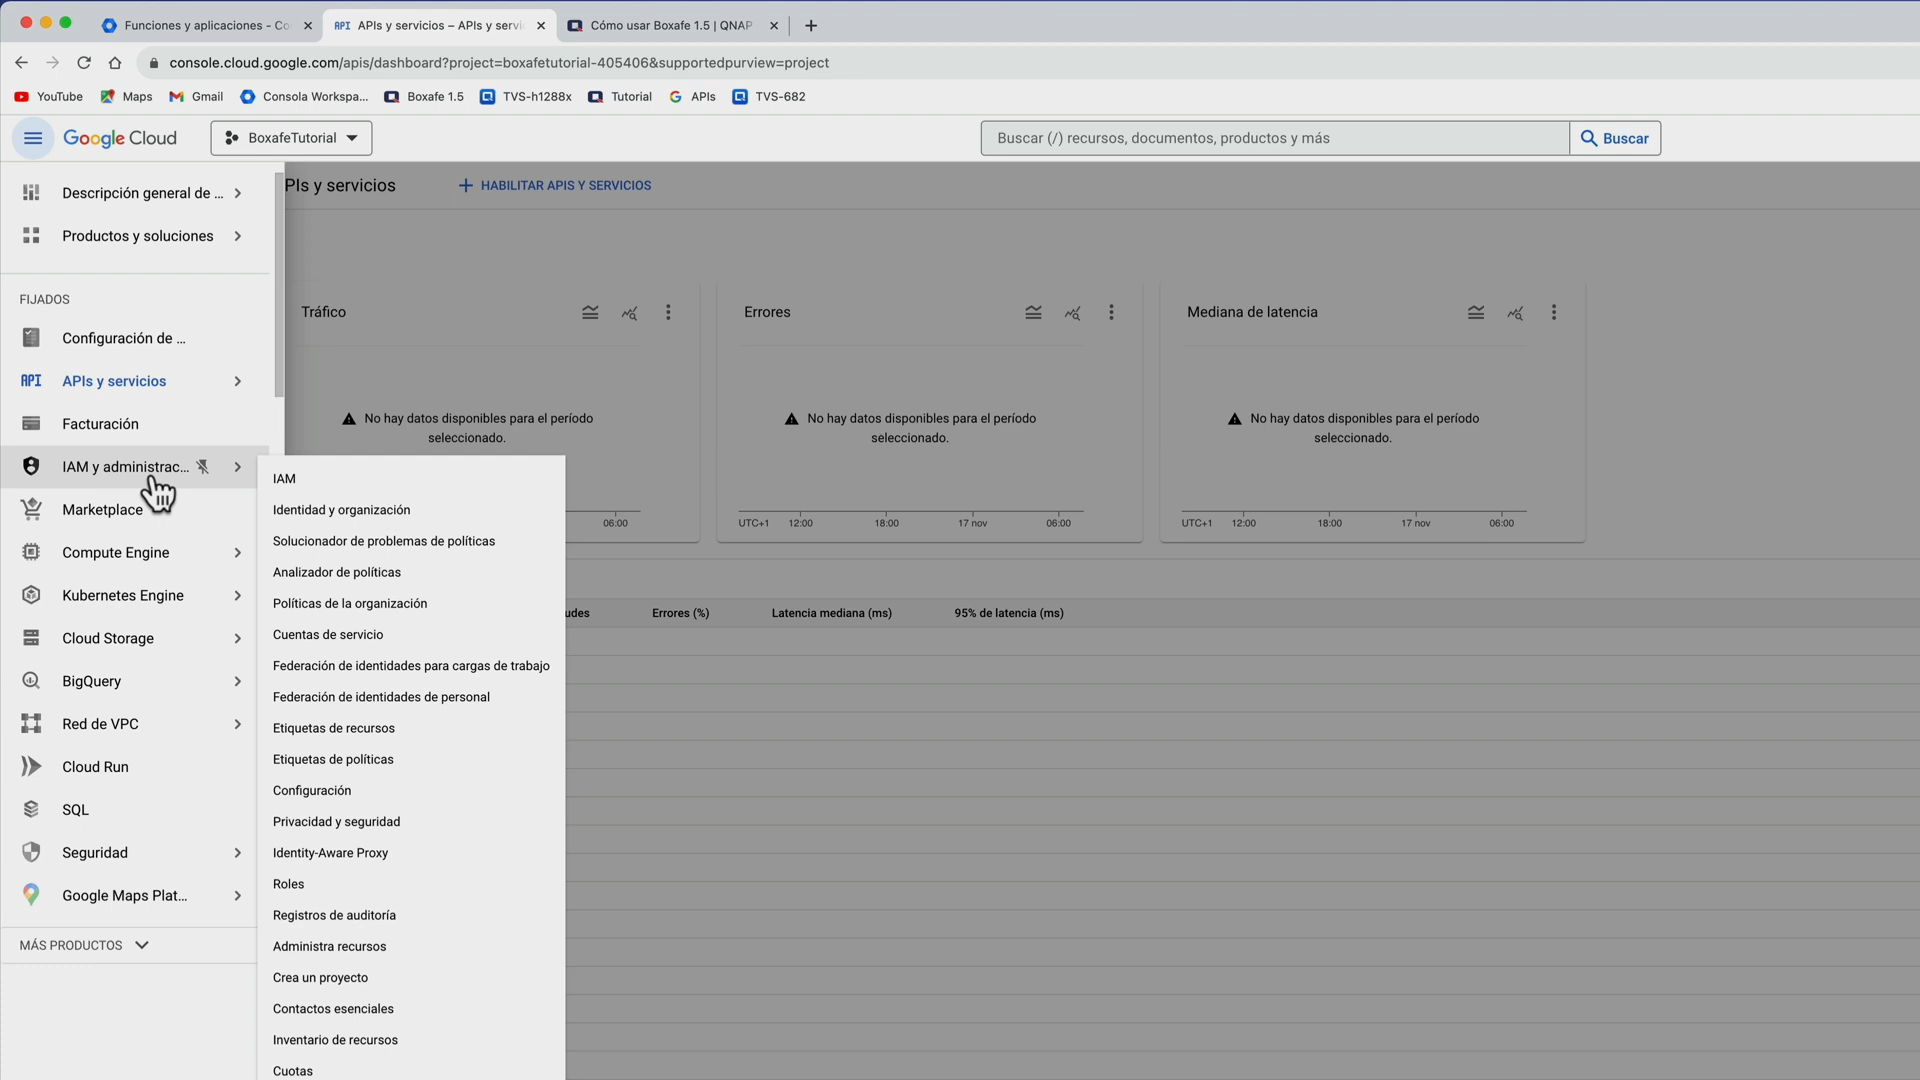 Funciones y aplicaciones - Co
APIs y servicios – APIs y servi
Cómo usar Boxafe 1.5 | QNAP
console.cloud.google.com/apis/dashboard?project=boxafetutorial-405406&supportedpurview=project
YouTube
Maps
Gmail
Consola Workspa...
Boxafe 1.5
TVS-h1288x
Tutorial
APIs
TVS-682
Google Cloud
BoxafeTutorial
Buscar (/) recursos, documentos, productos y más
Buscar
PIs y servicios
HABILITAR APIS Y SERVICIOS
Descripción general de ...
Productos y soluciones
FIJADOS
Configuración de ...
API APIs y servicios
Facturación
IAM y administrac...
Marketplace
Compute Engine
Kubernetes Engine
Cloud Storage
BigQuery
Red de VPC
Cloud Run
SQL
Seguridad
Google Maps Plat...
MÁS PRODUCTOS
IAM
Identidad y organización
Solucionador de problemas de políticas
Analizador de políticas
Políticas de la organización
Cuentas de servicio
Federación de identidades para cargas de trabajo
Federación de identidades de personal
Etiquetas de recursos
Etiquetas de políticas
Configuración
Privacidad y seguridad
Identity-Aware Proxy
Roles
Registros de auditoría
Administra recursos
Crea un proyecto
Contactos esenciales
Inventario de recursos
Cuotas
Tráfico
No hay datos disponibles para el período
seleccionado.
06:00
Errores
No hay datos disponibles para el período
seleccionado.
UTC+1 12:00 18:00 17 nov 06:00
Mediana de latencia
No hay datos disponibles para el período
seleccionado.
UTC+1 12:00 18:00 17 nov 06:00
udes Errores (%) Latencia mediana (ms) 95% de latencia (ms)